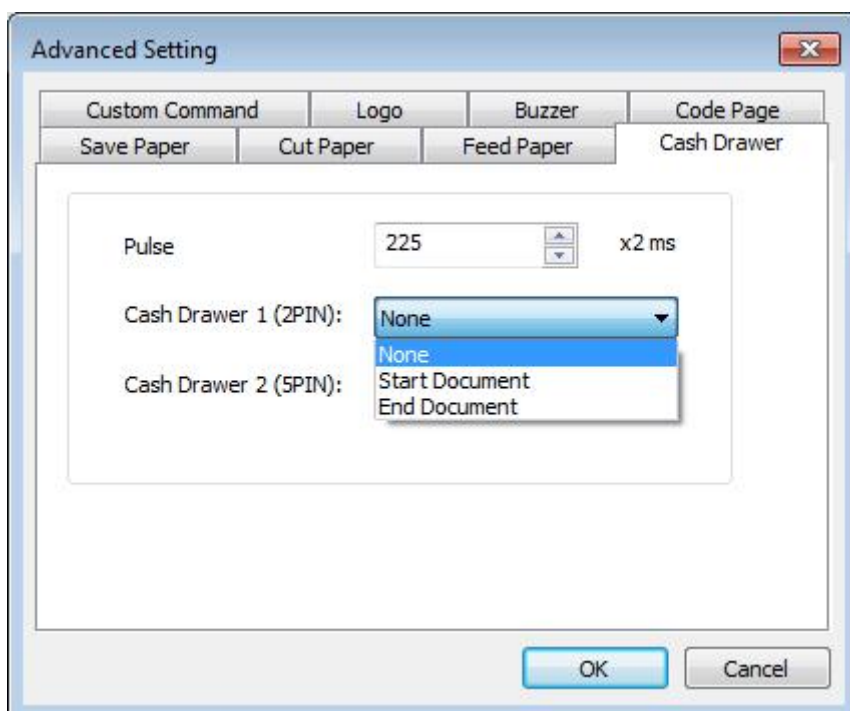 Advanced Setting
Custom Command Logo Buzzer Code Page
Save Paper Cut Paper Feed Paper Cash Drawer
Pulse 225 x2 ms
Cash Drawer 1 (2PIN): None
None
Start Document
Cash Drawer 2 (5PIN):
End Document
OK Cancel